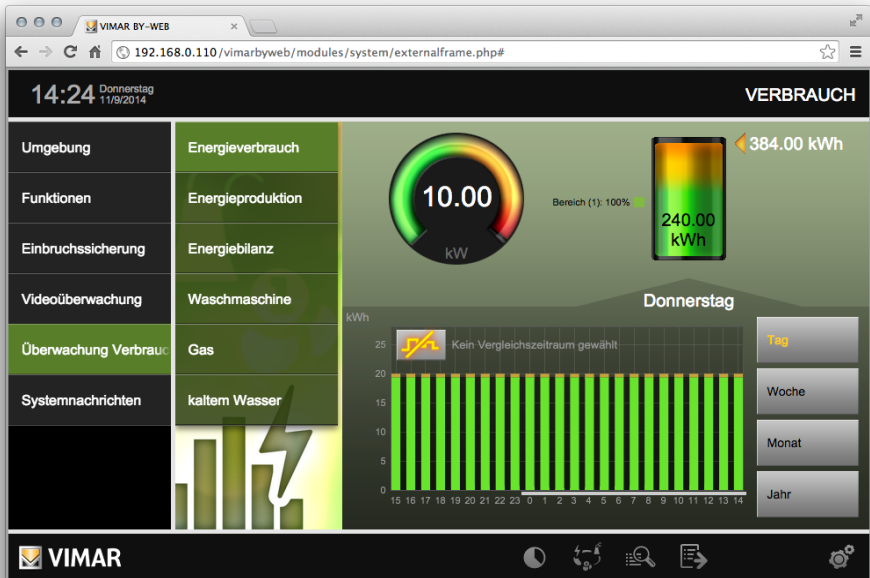 VIMAR BY-WEB
192.168.0.110/vimarbyweb/modules/system/externalframe.php#
14:24 Donnerstag
11/9/2014
VERBRAUCH
Umgebung
Funktionen
Einbruchssicherung
Videoüberwachung
Überwachung Verbrauc
Systemnachrichten
Energieverbrauch
Energieproduktion
Energiebilanz
Waschmaschine
Gas
kaltem Wasser
10.00
kW
Bereich (1): 100%
384.00 kWh
240.00
kWh
Donnerstag
kWh
Kein Vergleichszeitraum gewählt
25
20
15
10
5
0
15 16 17 18 19 20 21 22 23 0 1 2 3 4 5 6 7 8 9 10 11 12 13 14
Tag
Woche
Monat
Jahr
VIMAR